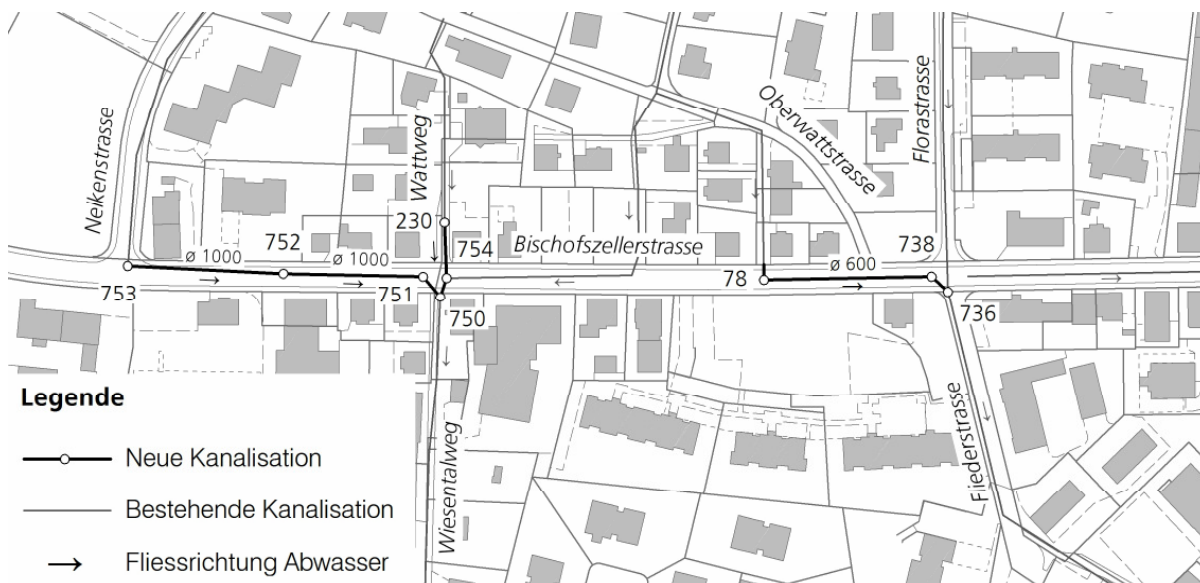 Neikenstrasse
Wattweg
Oberwattstrasse
Florastrasse
230
752
754
Bischofszellerstrasse
738
ø 1000
ø 1000
ø 600
753
751
78
750
736
Legende
Neue Kanalisation
Bestehende Kanalisation
Fliessrichtung Abwasser
Wiesentalweg
Fliederstrasse